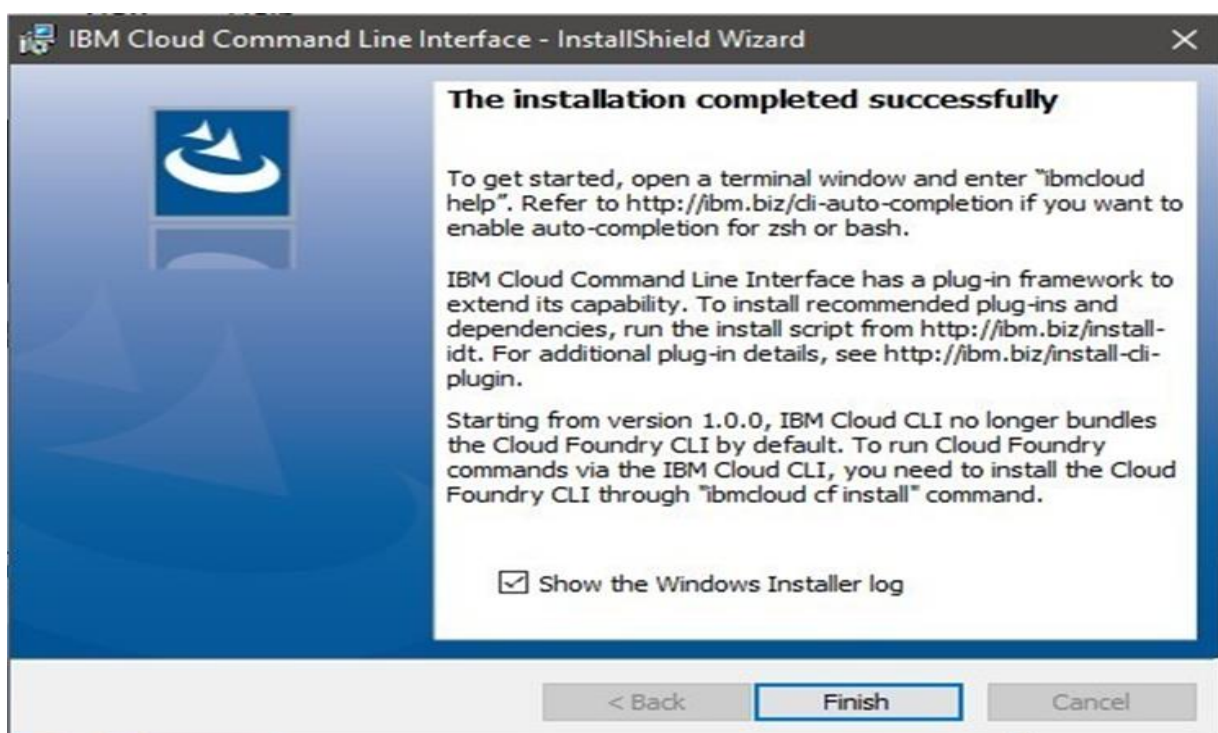 IBM Cloud Command Line Interface - InstallShield Wizard
The installation completed successfully
To get started, open a terminal window and enter "ibmcloud
help". Refer to http://ibm.biz/cli-auto-completion if you want to
enable auto-completion for zsh or bash.
IBM Cloud Command Line Interface has a plug-in framework to
extend its capability. To install recommended plug-ins and
dependencies, run the install script from http://ibm.biz/install-
idt. For additional plug-in details, see http://ibm.biz/install-cli-
plugin.
Starting from version 1.0.0, IBM Cloud CLI no longer bundles
the Cloud Foundry CLI by default. To run Cloud Foundry
commands via the IBM Cloud CLI, you need to install the Cloud
Foundry CLI through "ibmcloud cf install" command.
Show the Windows Installer log
< Back Finish Cancel